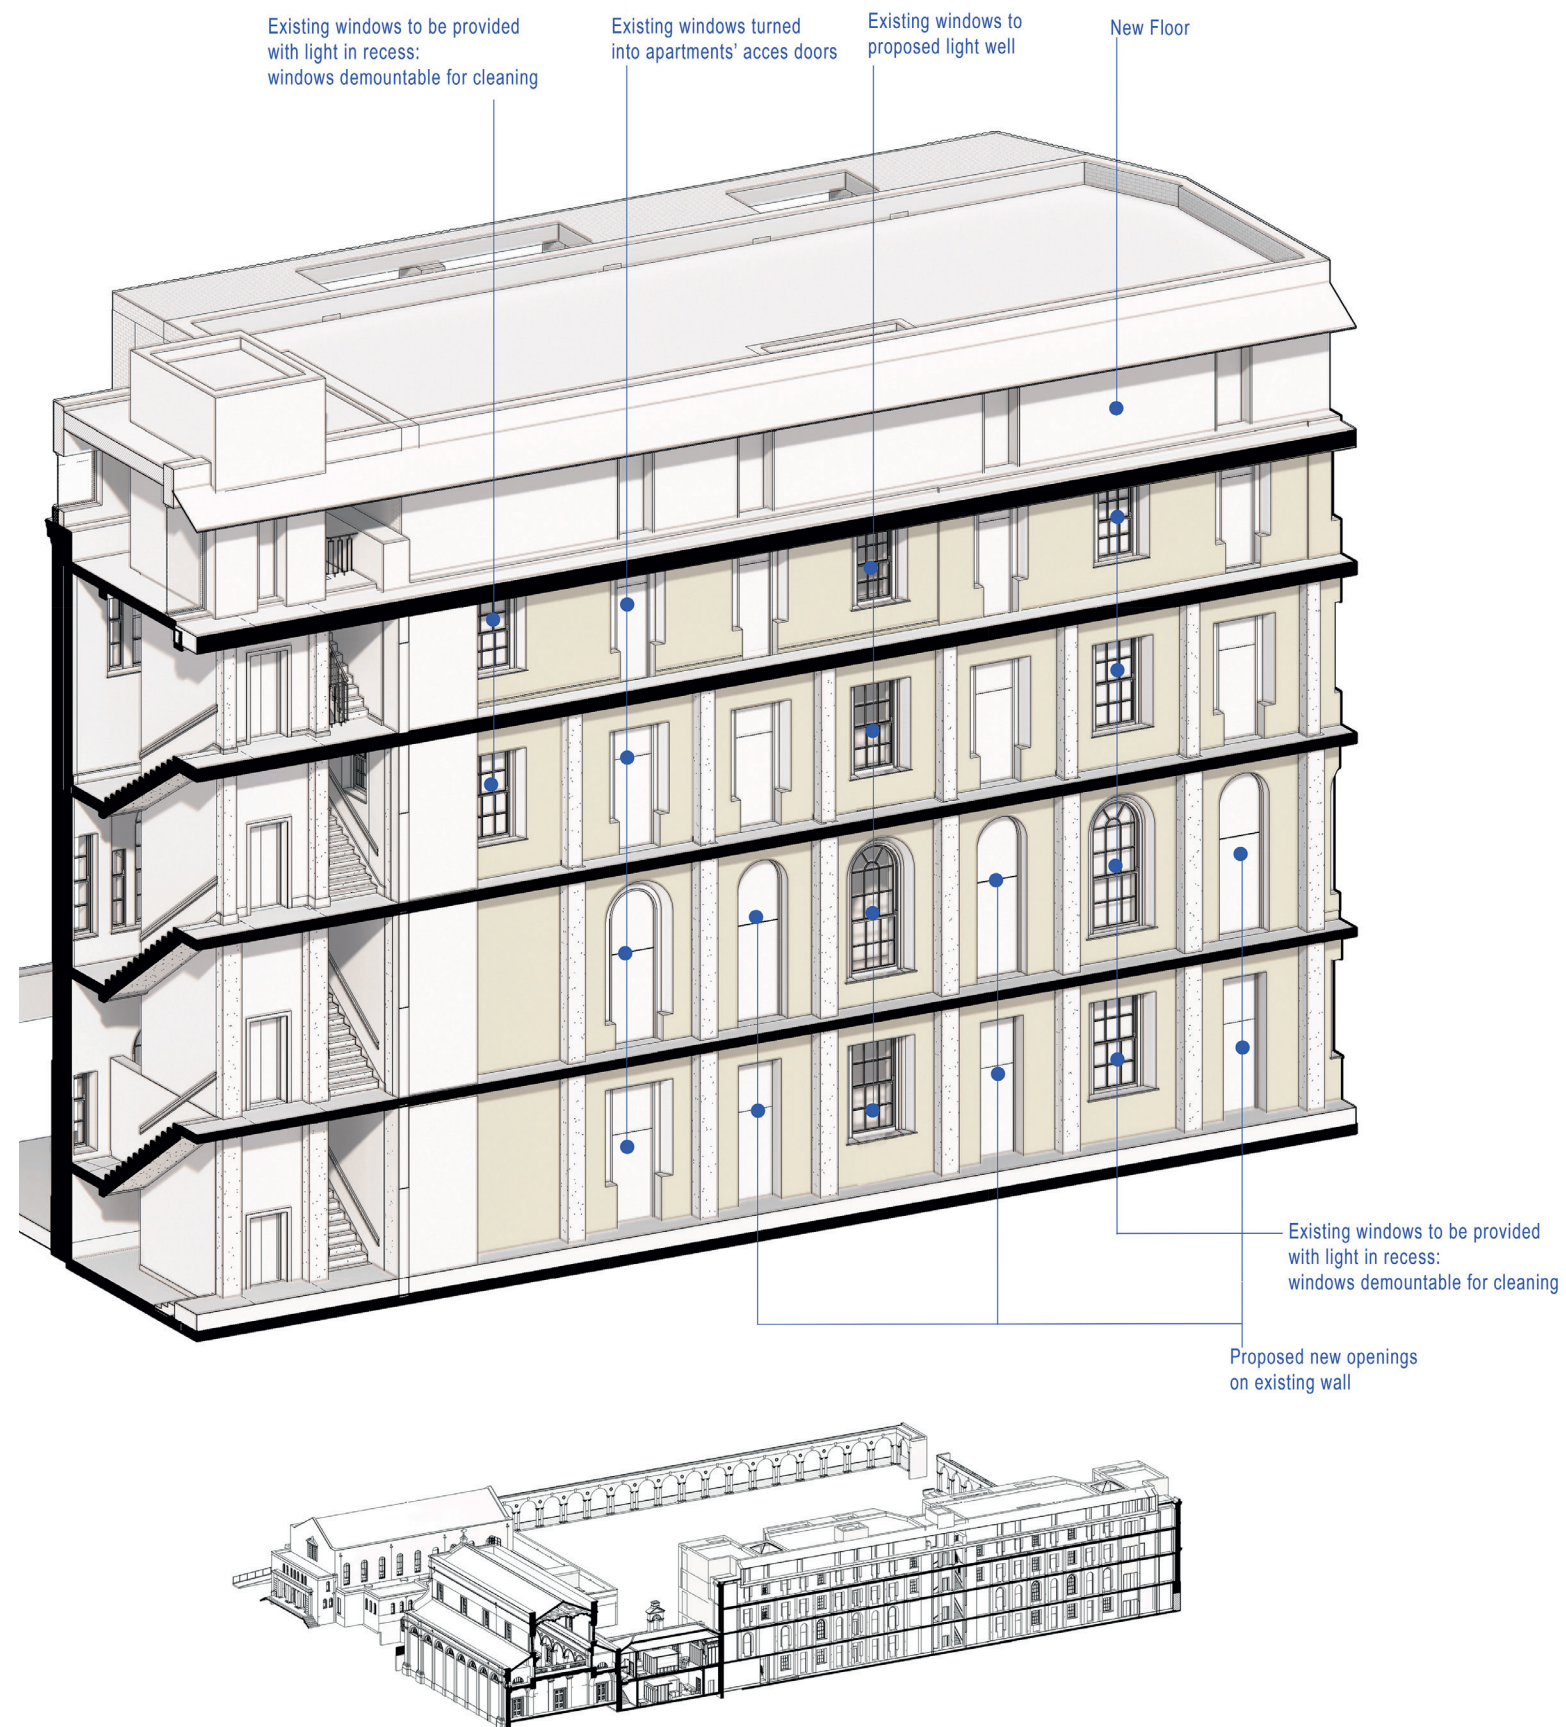 Existing windows to be provided
with light in recess:
windows demountable for cleaning
Existing windows turned
into apartments’ acces doors
Existing windows to
proposed light well
New Floor
Existing windows to be provided
with light in recess:
windows demountable for cleaning
Proposed new openings
on existing wall